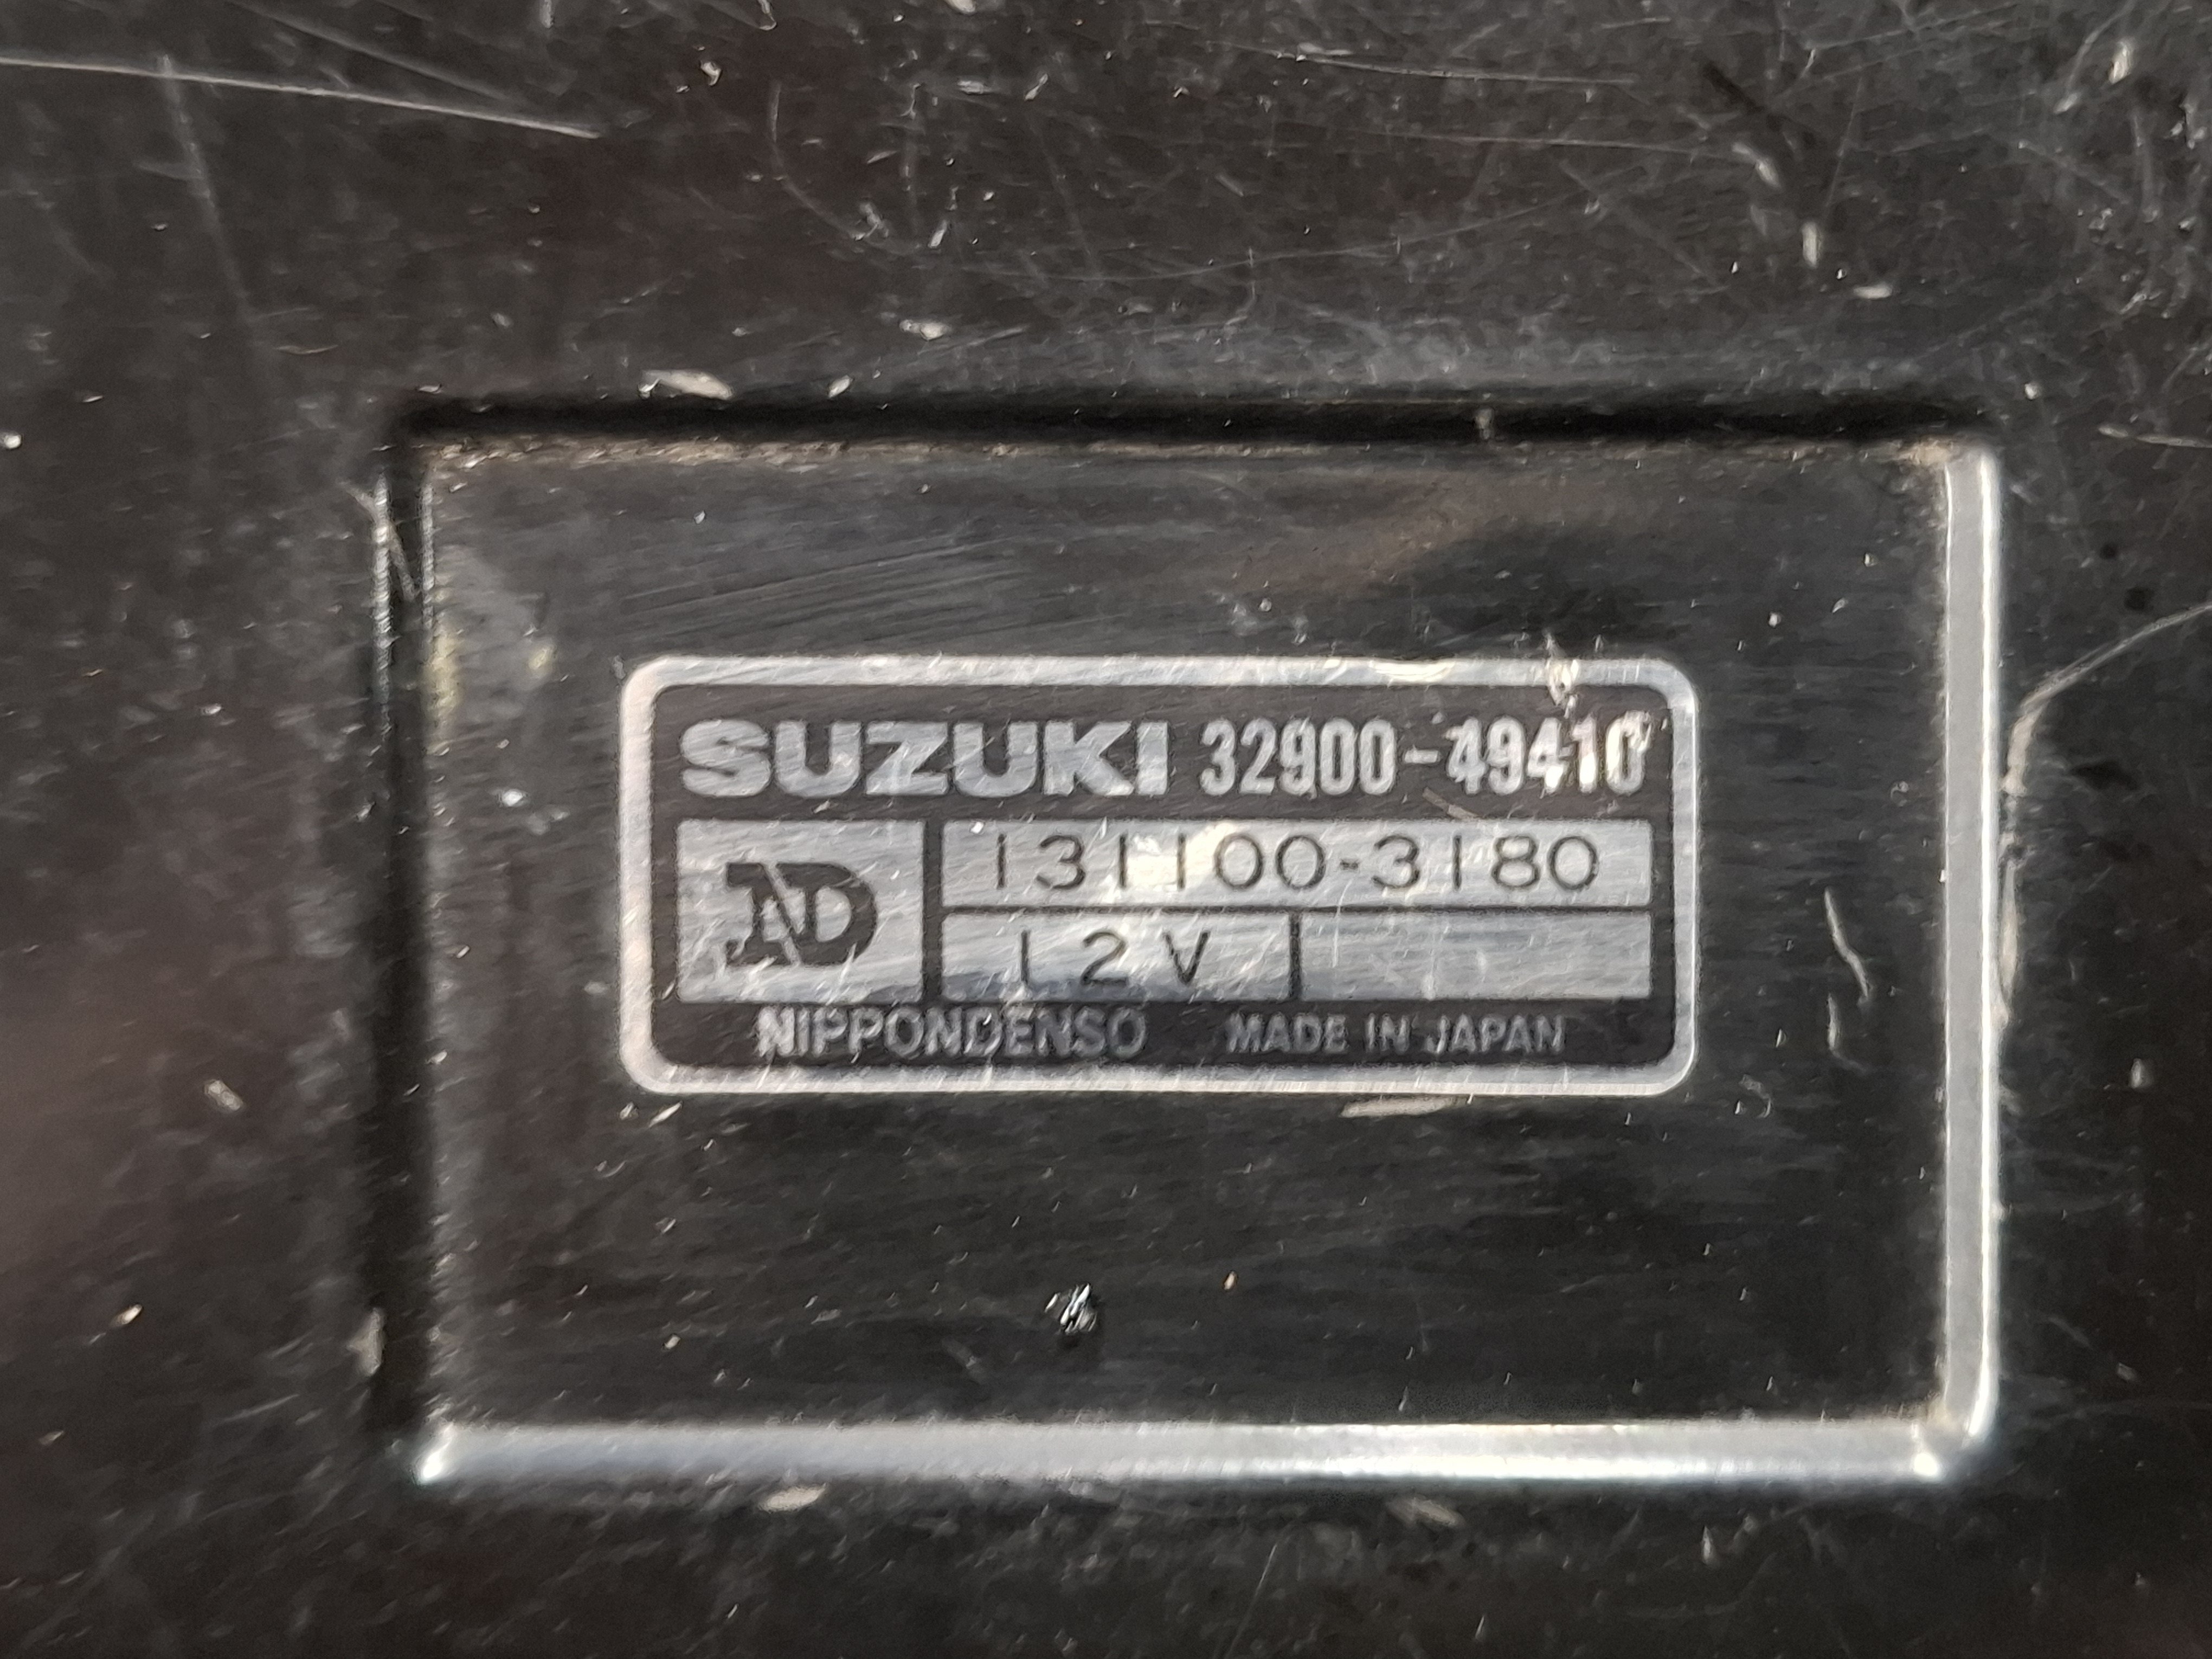 SUZUKI 32900-49410
ND
131100-3180
12V
NIPPONDENSO MADE IN JAPAN